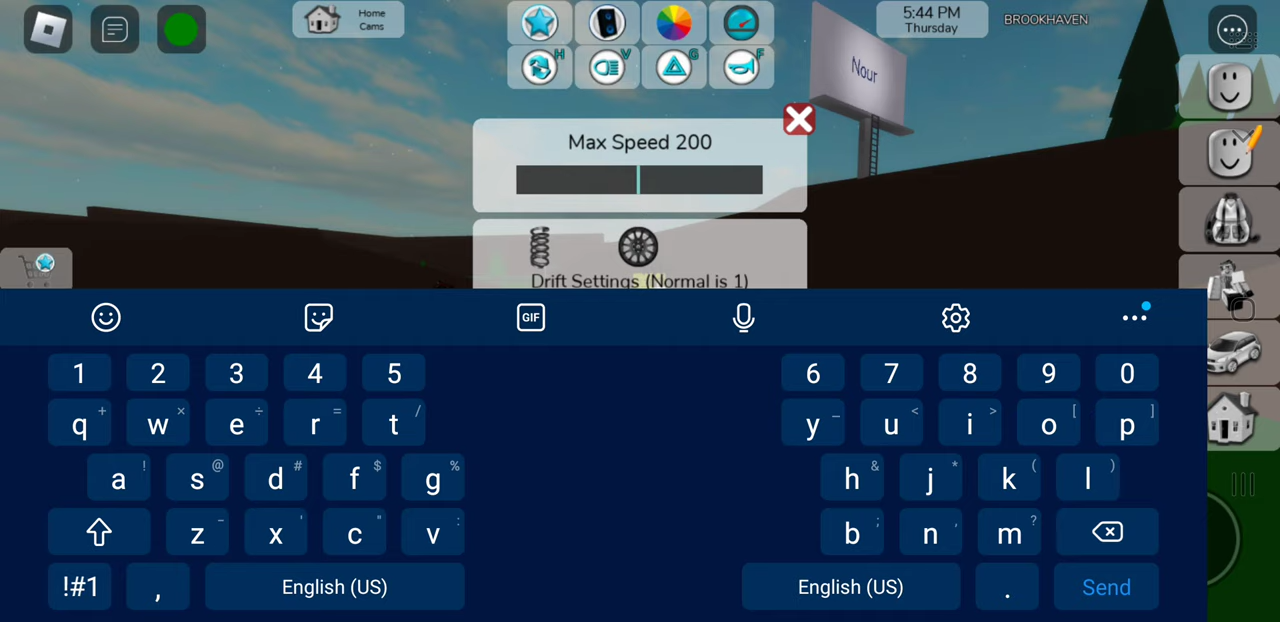 Home
Cams
5:44 PM
Thursday
BROOKHAVEN
H
V
G
F
Nour
Max Speed 200
Drift Settings (Normal is 1)
GIF
1 2 3 4 5 6 7 8 9 0
q + w × e ÷ r = t / y _ u < i > o [ p ]
a ! s @ d # f $ g % h & j * k ( l )
z - x ' c " v : b ; n , m ?
!#1 , English (US) English (US) . Send